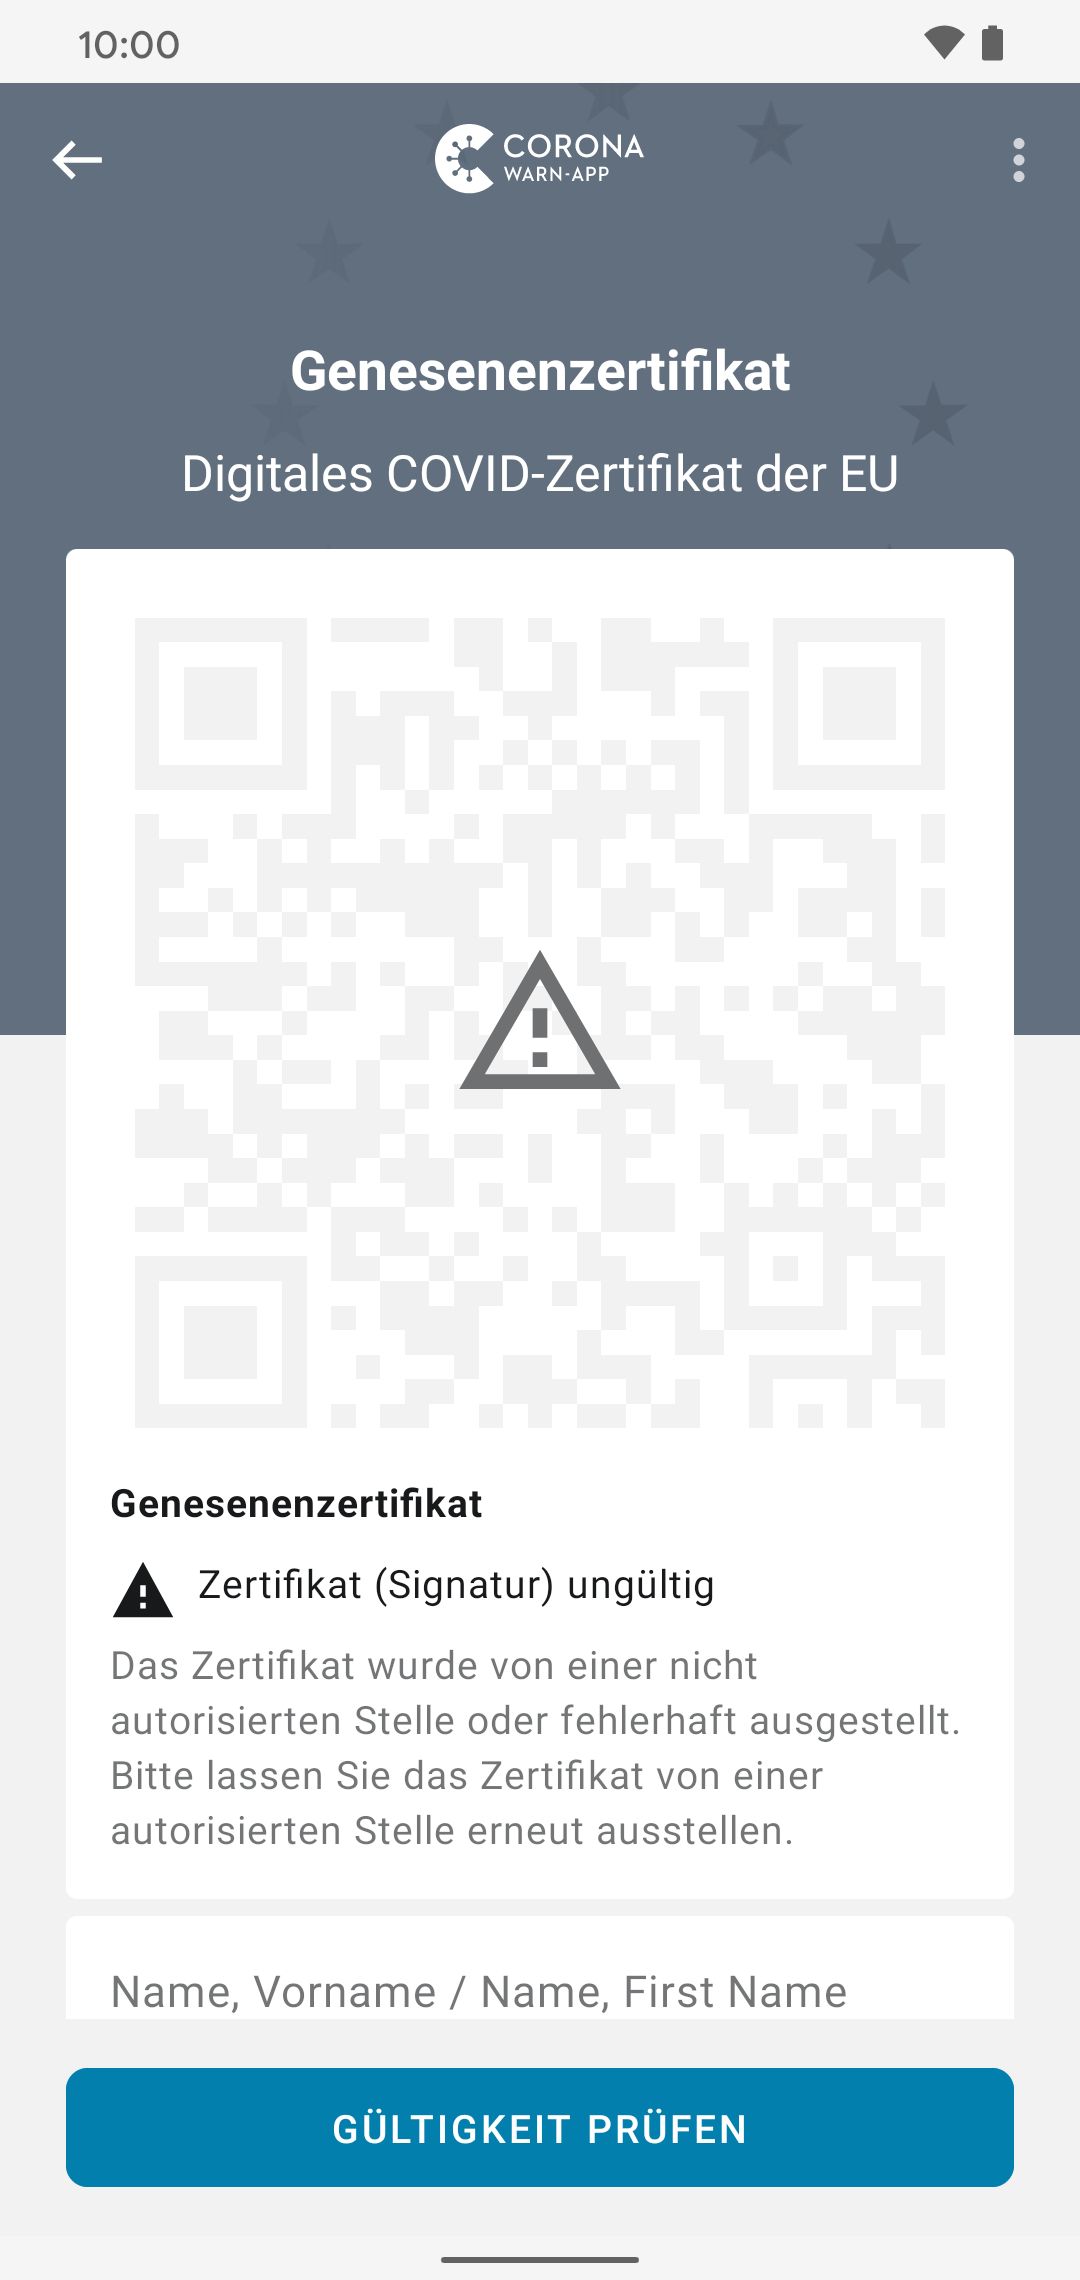 10:00
CORONA
WARN-APP
Genesenenzertifikat
Digitales COVID-Zertifikat der EU
Genesenenzertifikat
Zertifikat (Signatur) ungültig
Das Zertifikat wurde von einer nicht
autorisierten Stelle oder fehlerhaft ausgestellt.
Bitte lassen Sie das Zertifikat von einer
autorisierten Stelle erneut ausstellen.
Name, Vorname / Name, First Name
GÜLTIGKEIT PRÜFEN